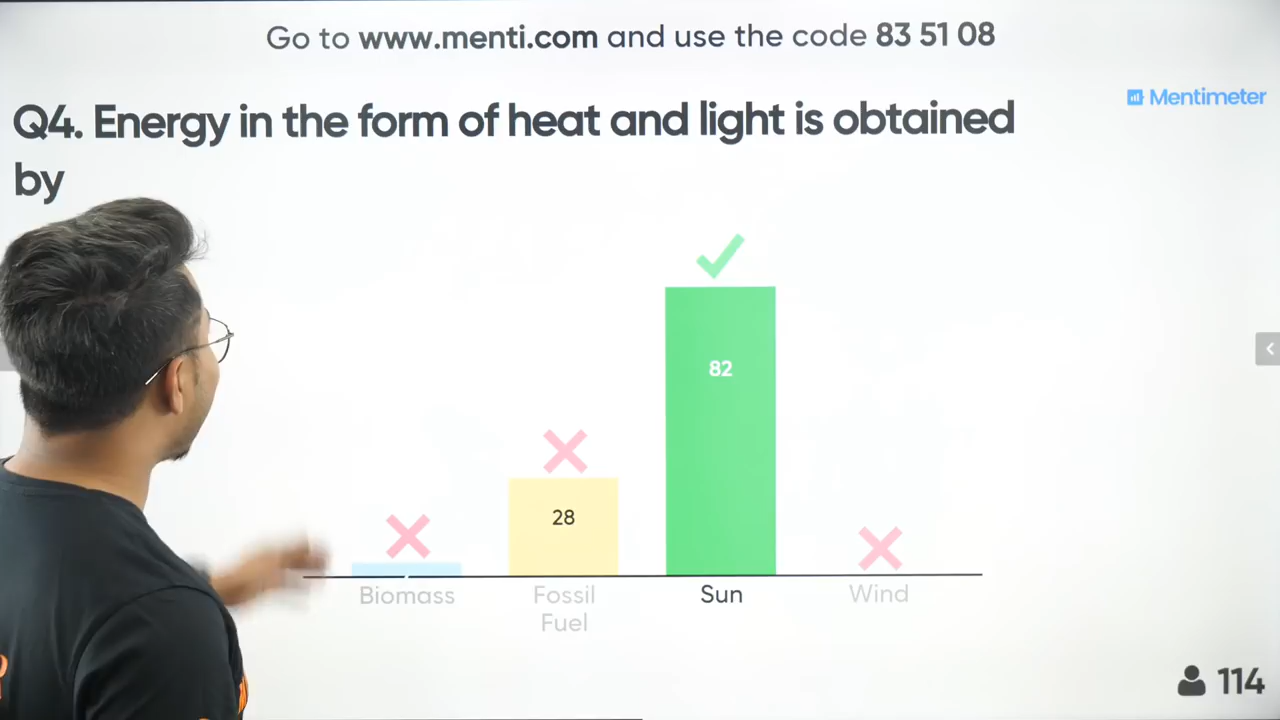 Go to www.menti.com and use the code 83 51 08
Mentimeter
Q4. Energy in the form of heat and light is obtained
by
82
28
Biomass
Fossil
Fuel
Sun
Wind
114